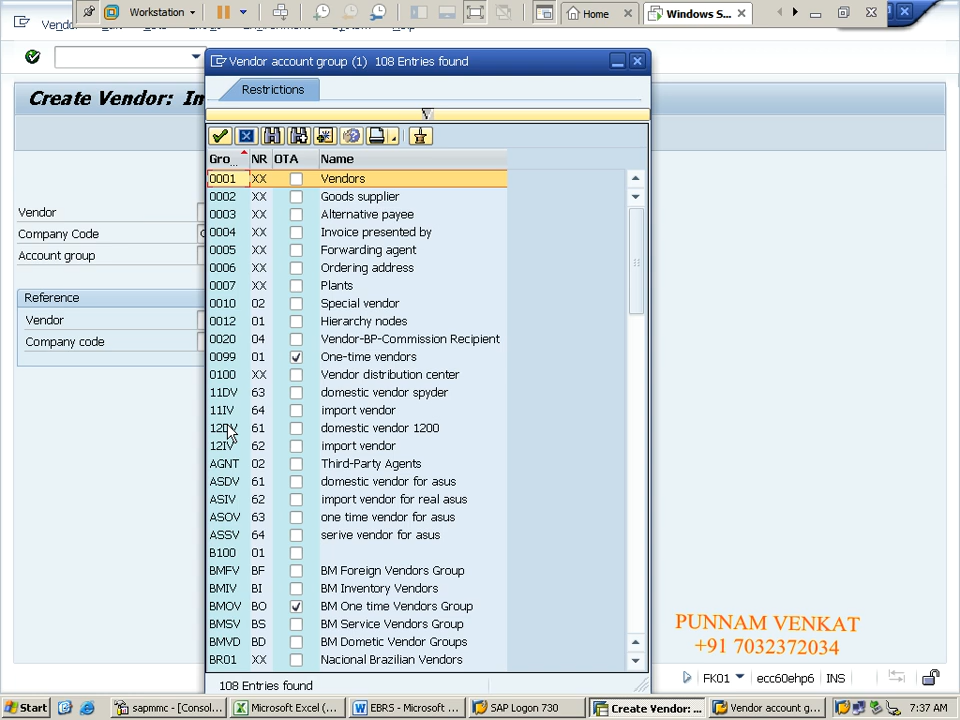 Workstation
Home
Windows S...
Vendor account group (1) 108 Entries found
Restrictions
Create Vendor: In
Gro... NR OTA Name
0001 XX Vendors
0002 XX Goods supplier
0003 XX Alternative payee
0004 XX Invoice presented by
0005 XX Forwarding agent
0006 XX Ordering address
0007 XX Plants
0010 02 Special vendor
0012 01 Hierarchy nodes
0020 04 Vendor-BP-Commission Recipient
0099 01 One-time vendors
0100 XX Vendor distribution center
11DV 63 domestic vendor spyder
11IV 64 import vendor
12DV 61 domestic vendor 1200
12IV 62 import vendor
AGNT 02 Third-Party Agents
ASDV 61 domestic vendor for asus
ASIV 62 import vendor for real asus
ASOV 63 one time vendor for asus
ASSV 64 serive vendor for asus
B100 01
BMFV BF BM Foreign Vendors Group
BMIV BI BM Inventory Vendors
BMOV BO BM One time Vendors Group
BMSV BS BM Service Vendors Group
BMVD BD BM Dometic Vendor Groups
BR01 XX Nacional Brazilian Vendors
108 Entries found
Vendor
Company Code
Account group
Reference
Vendor
Company code
PUNNAM VENKAT
+91 7032372034
FK01 ecc60ehp6 INS
Start
sapmmc - [Consol...
Microsoft Excel (...
EBRS - Microsoft ...
SAP Logon 730
Create Vendor: ...
Vendor account g...
7:37 AM